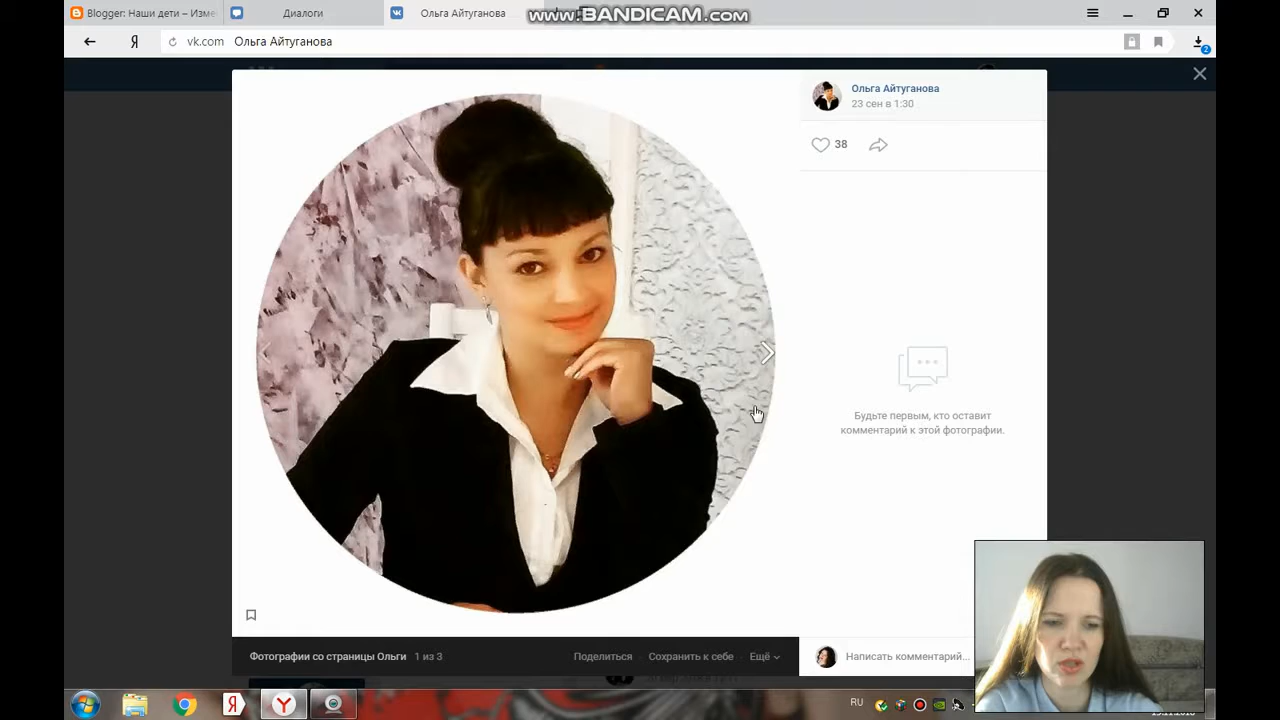 Blogger: Наши дети – Изме
Диалоги
Ольга Айтуганова
www.BANDICAM.com
Я
vk.com Ольга Айтуганова
2
Ольга Айтуганова
23 сен в 1:30
38
Будьте первым, кто оставит
комментарий к этой фотографии.
Фотографии со страницы Ольги 1 из 3
Поделиться
Сохранить к себе
Ещё
Написать комментарий...
RU